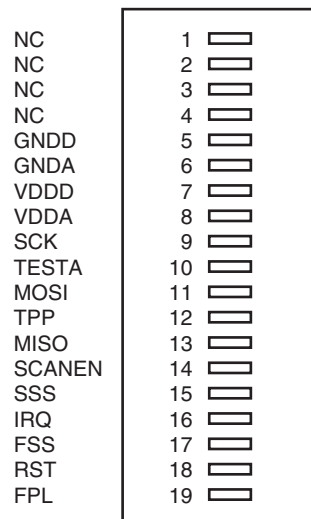 NC 1
NC 2
NC 3
NC 4
GNDD 5
GNDA 6
VDDD 7
VDDA 8
SCK 9
TESTA 10
MOSI 11
TPP 12
MISO 13
SCANEN 14
SSS 15
IRQ 16
FSS 17
RST 18
FPL 19